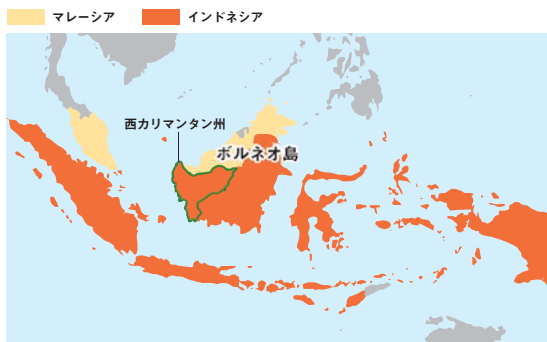 マレーシア
インドネシア
西カリマンタン州
ボルネオ島